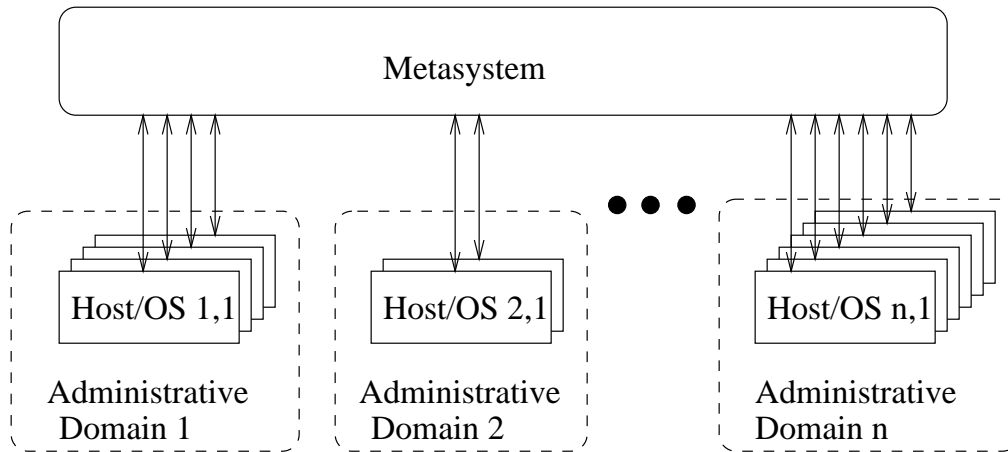 Metasystem
Host/OS 1,1
Host/OS 2,1
Host/OS n,1
Administrative
Domain 1
Administrative
Domain 2
Administrative
Domain n